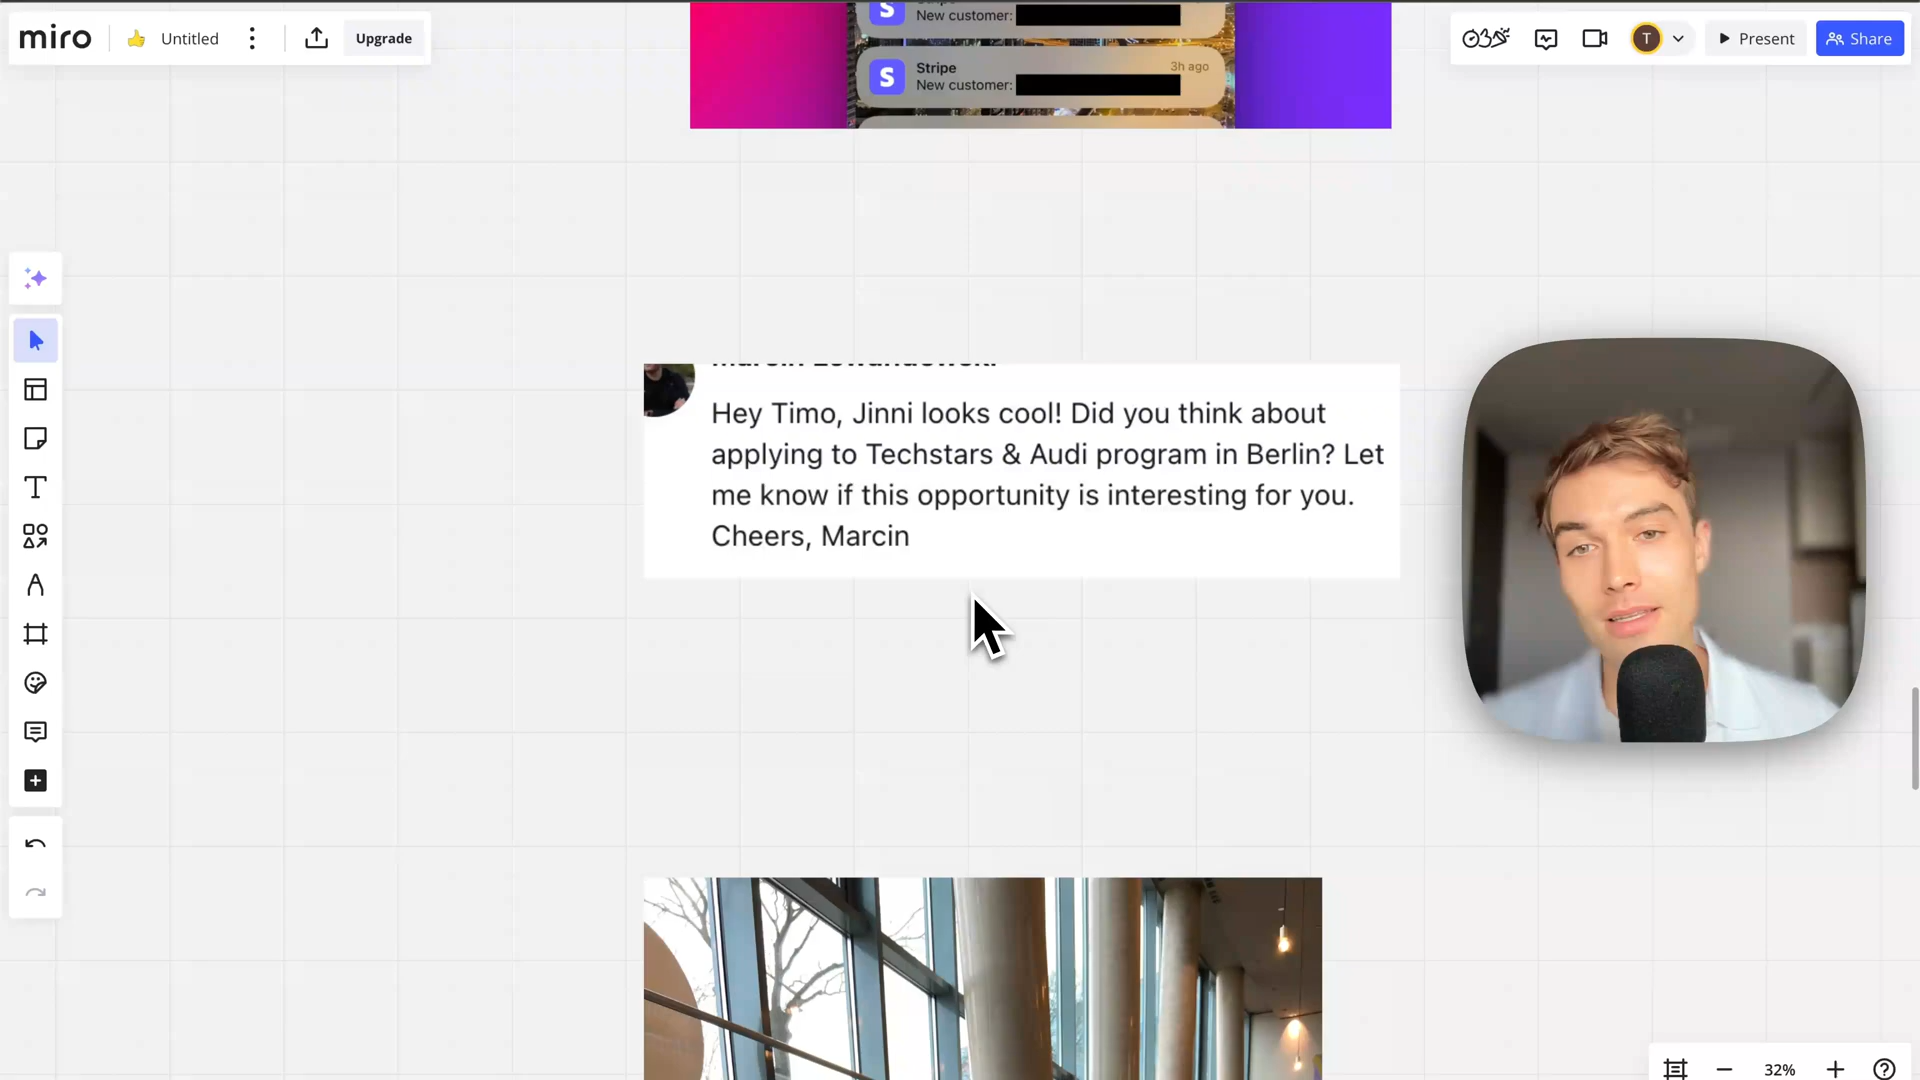 miro
Untitled
Upgrade
T
Present
Share
New customer:
Stripe
3h ago
New customer:
Hey Timo, Jinni looks cool! Did you think about
applying to Techstars & Audi program in Berlin? Let
me know if this opportunity is interesting for you.
Cheers, Marcin
32%